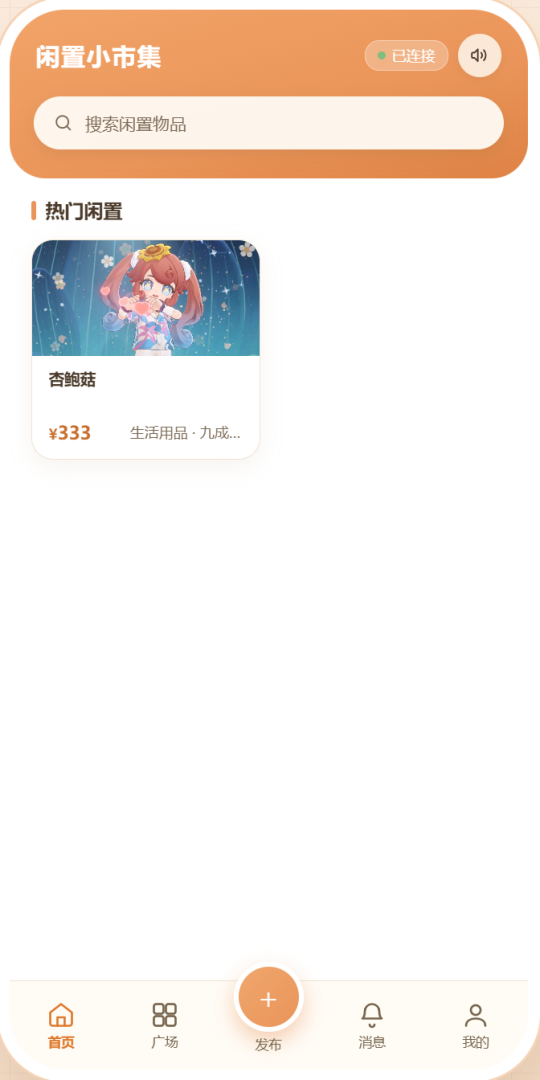 闲置小市集
已连接
搜索闲置物品
热门闲置
杏鲍菇
¥333
生活用品 · 九成...
首页
广场
+
发布
消息
我的